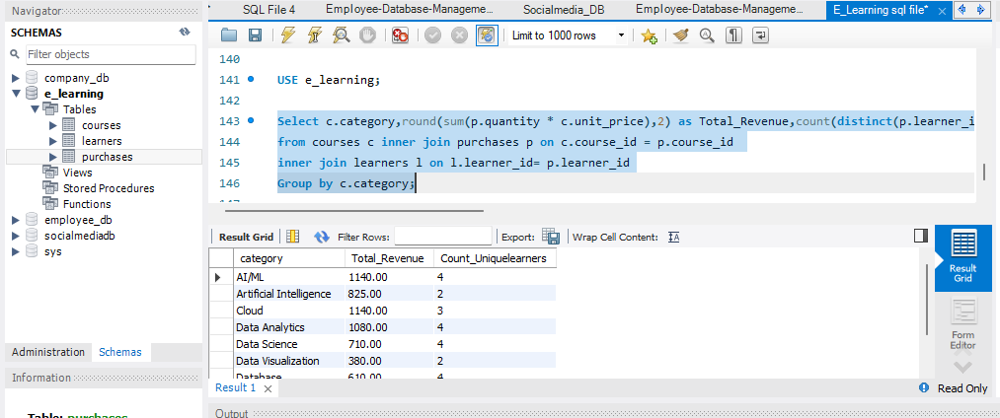 Navigator
SCHEMAS
Filter objects
company_db
e_learning
Tables
courses
learners
purchases
Views
Stored Procedures
Functions
employee_db
socialmediadb
sys
Administration Schemas
Information
Table: purchases
SQL File 4 Employee-Database-Manageme... Socialmedia_DB Employee-Database-Manageme... E_Learning sql file*
Limit to 1000 rows
140
141 USE e_learning;
142
143 Select c.category,round(sum(p.quantity * c.unit_price),2) as Total_Revenue,count(distinct(p.learner_i
144 from courses c inner join purchases p on c.course_id = p.course_id
145 inner join learners l on l.learner_id= p.learner_id
146 Group by c.category;
Result Grid Filter Rows: Export: Wrap Cell Content:
category Total_Revenue Count_Uniquelearners
AI/ML 1140.00 4
Artificial Intelligence 825.00 2
Cloud 1140.00 3
Data Analytics 1080.00 4
Data Science 710.00 4
Data Visualization 380.00 2
Database 610.00 4
Result Grid
Form Editor
Result 1
Read Only
Output